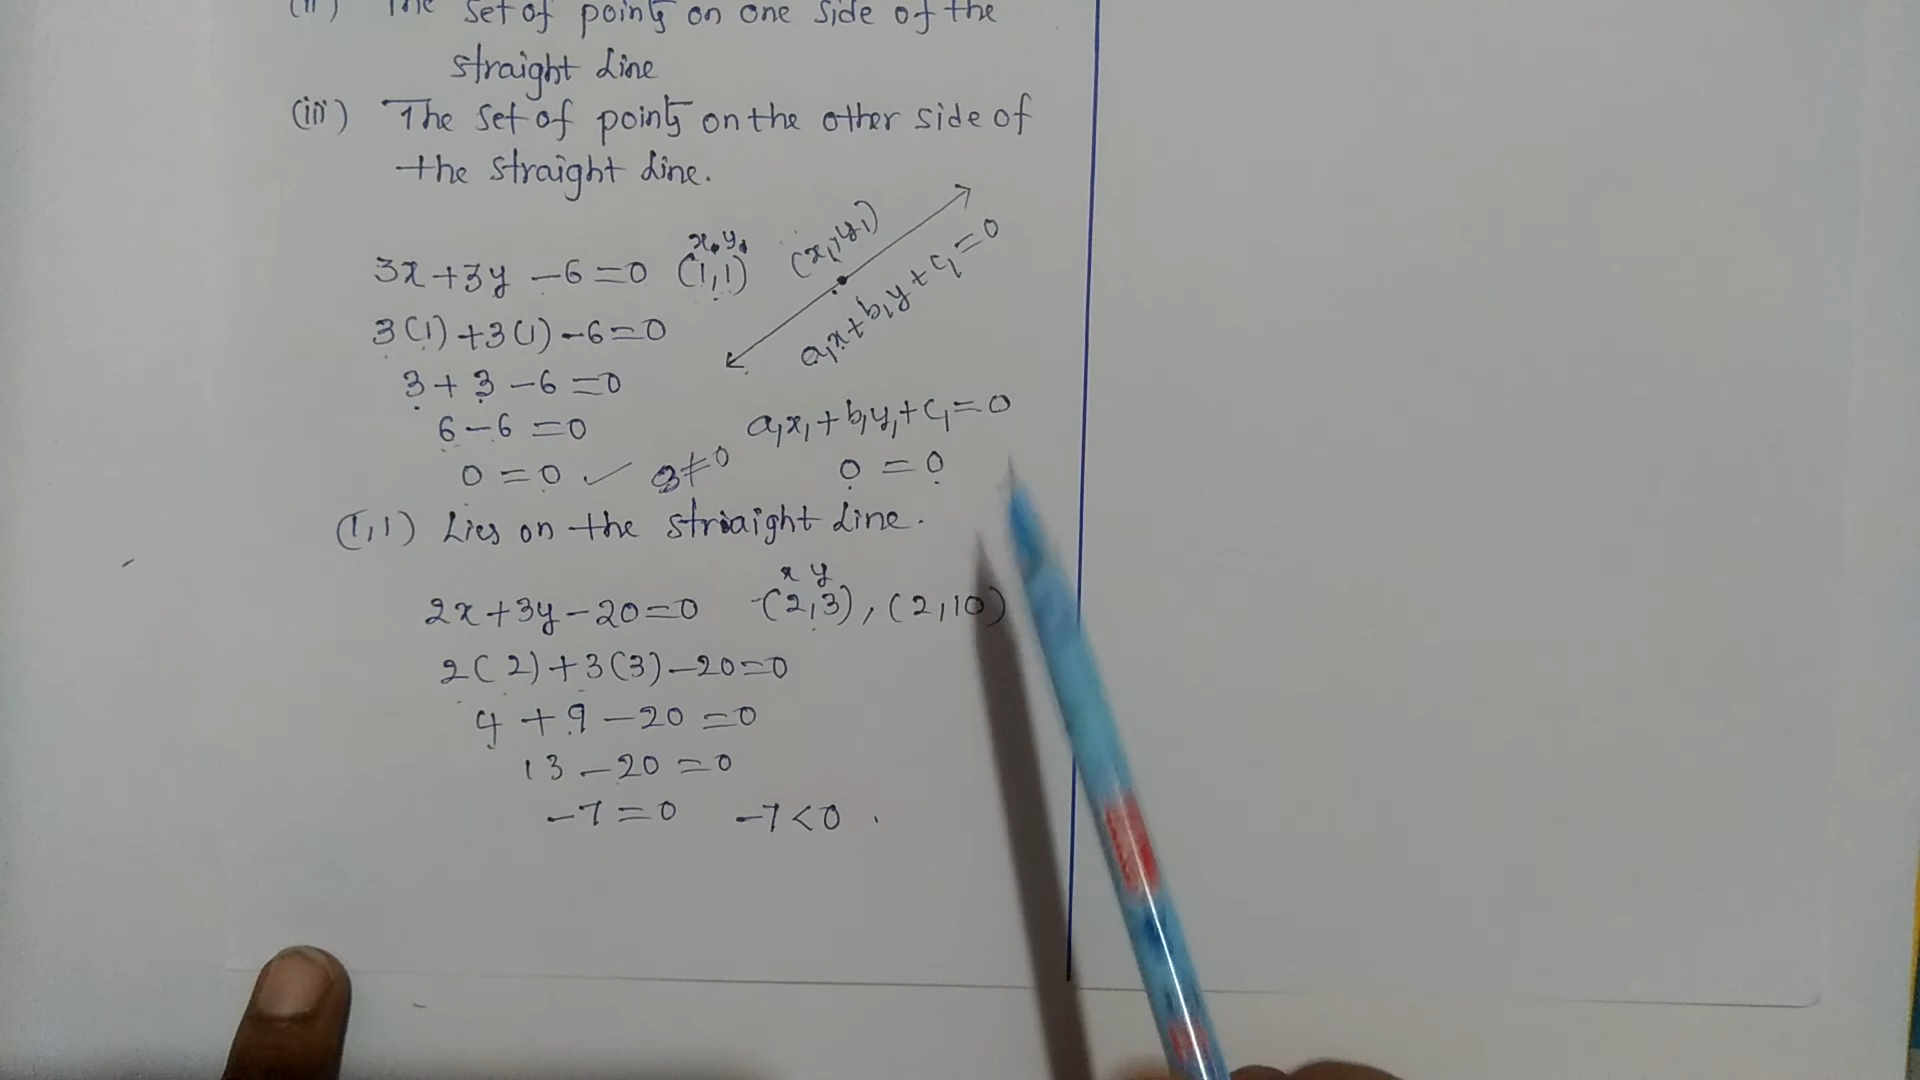 (ii) The Set of points on one side of the
straight Line
(iii) The Set of points on the other side of
the straight Line.
3x+3y-6=0 (1,1)
x, y,
3(1)+3(1)-6=0
3+3-6=0
6-6=0
0=0 ✓ 3≠0
(x₁,y₁)
a₁x+b₁y+c₁=0
a₁x₁+b₁y₁+c₁=0
0=0
(1,1) Lies on the striaight Line.
x y
2x+3y-20=0 (2,3), (2,10)
2(2)+3(3)-20=0
4+9-20=0
13-20=0
-7=0 -7<0